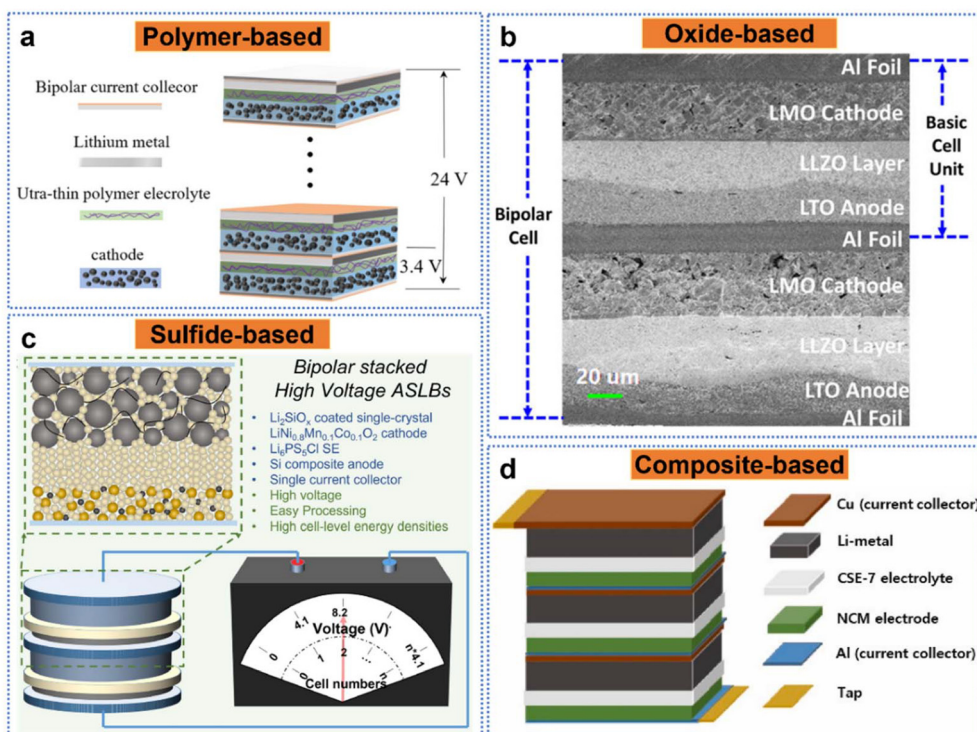 a
Polymer-based
Bipolar current collecor
Lithium metal
Utra-thin polymer elecrolyte
cathode
24 V
3.4 V
b
Oxide-based
Bipolar
Cell
Al Foil
LMO Cathode
LLZO Layer
LTO Anode
Al Foil
LMO Cathode
LLZO Layer
LTO Anode
Al Foil
20 um
Basic
Cell
Unit
c
Sulfide-based
Bipolar stacked
High Voltage ASLBs
• Li₂SiOₓ coated single-crystal
LiNi₀.₈Mn₀.₁Co₀.₁O₂ cathode
• Li₆PS₅Cl SE
• Si composite anode
• Single current collector
• High voltage
• Easy Processing
• High cell-level energy densities
0
4.1
8.2
n*4.1
Voltage (V)
0
1
2
...
n
Cell numbers
d
Composite-based
Cu (current collector)
Li-metal
CSE-7 electrolyte
NCM electrode
Al (current collector)
Tap